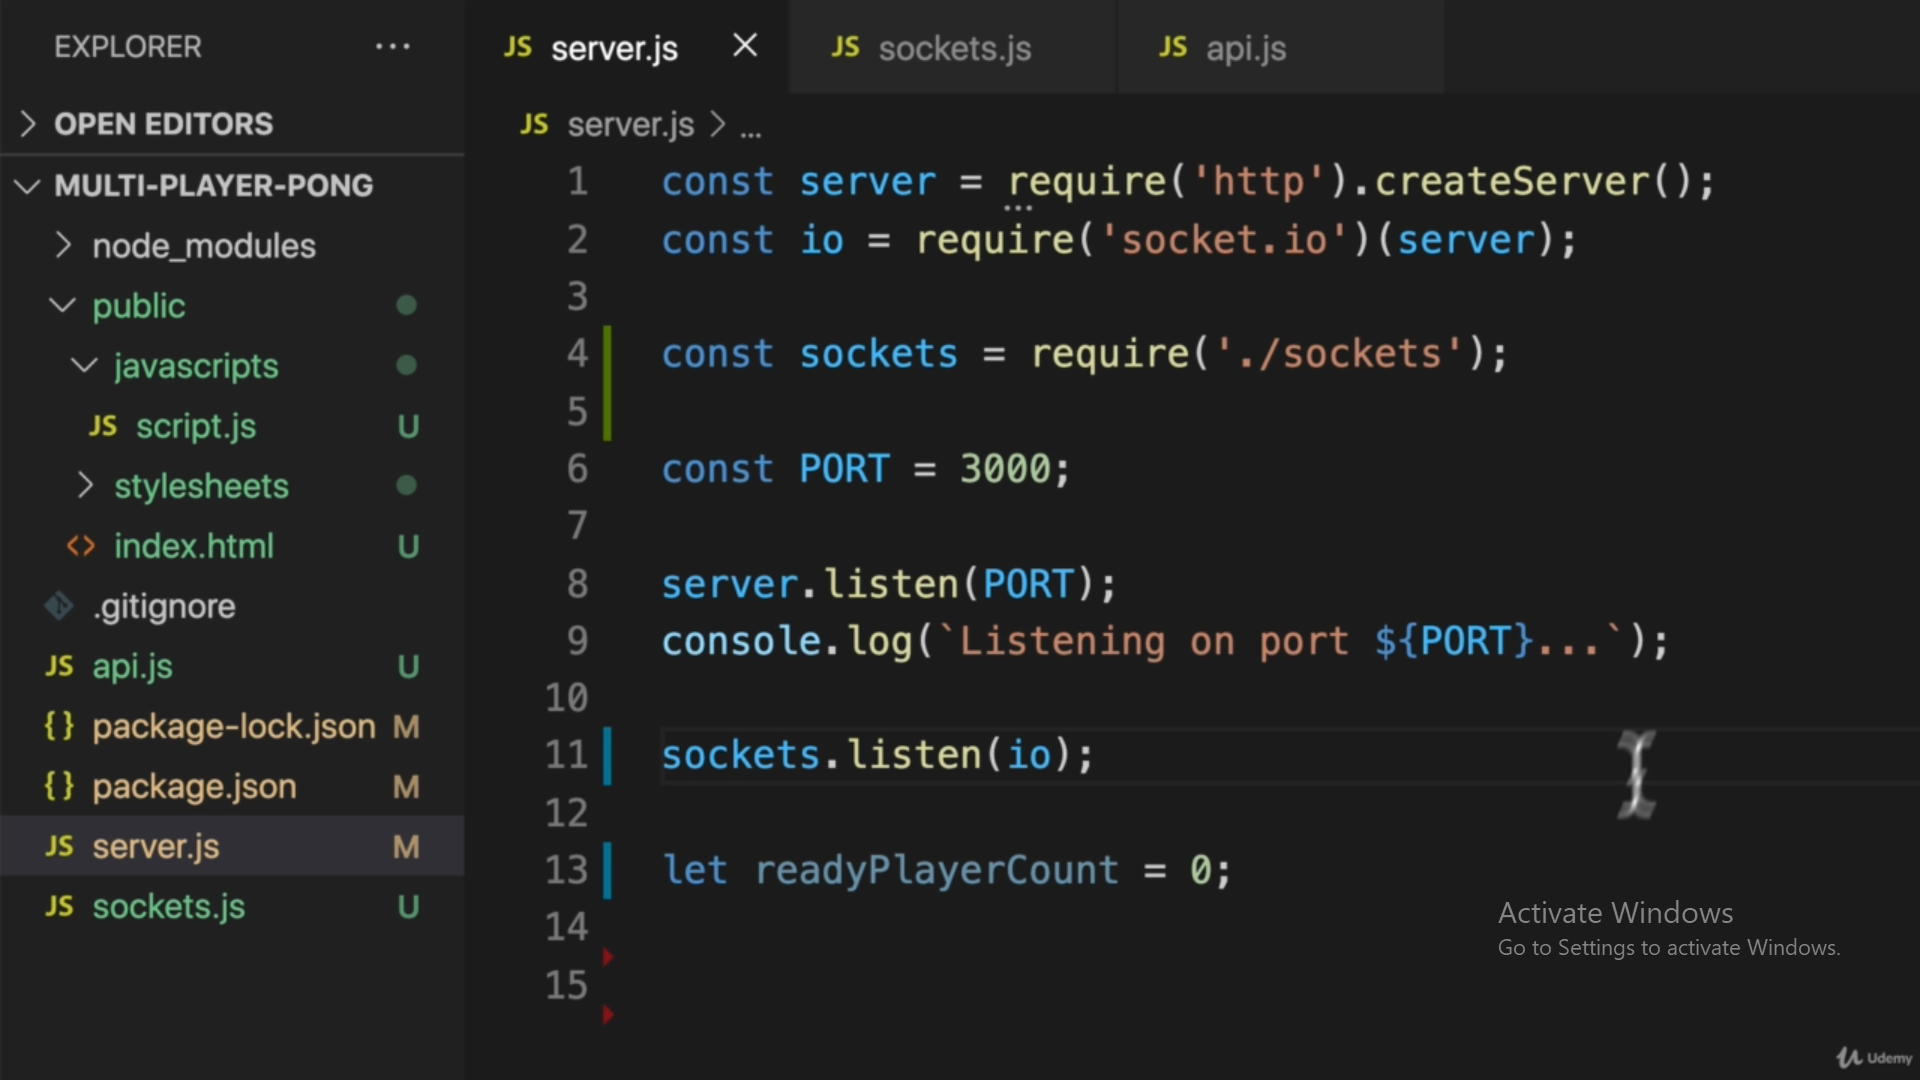 EXPLORER
OPEN EDITORS
MULTI-PLAYER-PONG
node_modules
public
javascripts
JS script.js U
stylesheets
<> index.html U
.gitignore
JS api.js U
{} package-lock.json M
{} package.json M
JS server.js M
JS sockets.js U
JS server.js
JS sockets.js
JS api.js
JS server.js > ...
1 const server = require('http').createServer();
2 const io = require('socket.io')(server);
3
4 const sockets = require('./sockets');
5
6 const PORT = 3000;
7
8 server.listen(PORT);
9 console.log(`Listening on port ${PORT}...`);
10
11 sockets.listen(io);
12
13 let readyPlayerCount = 0;
14
15
Activate Windows
Go to Settings to activate Windows.
Udemy